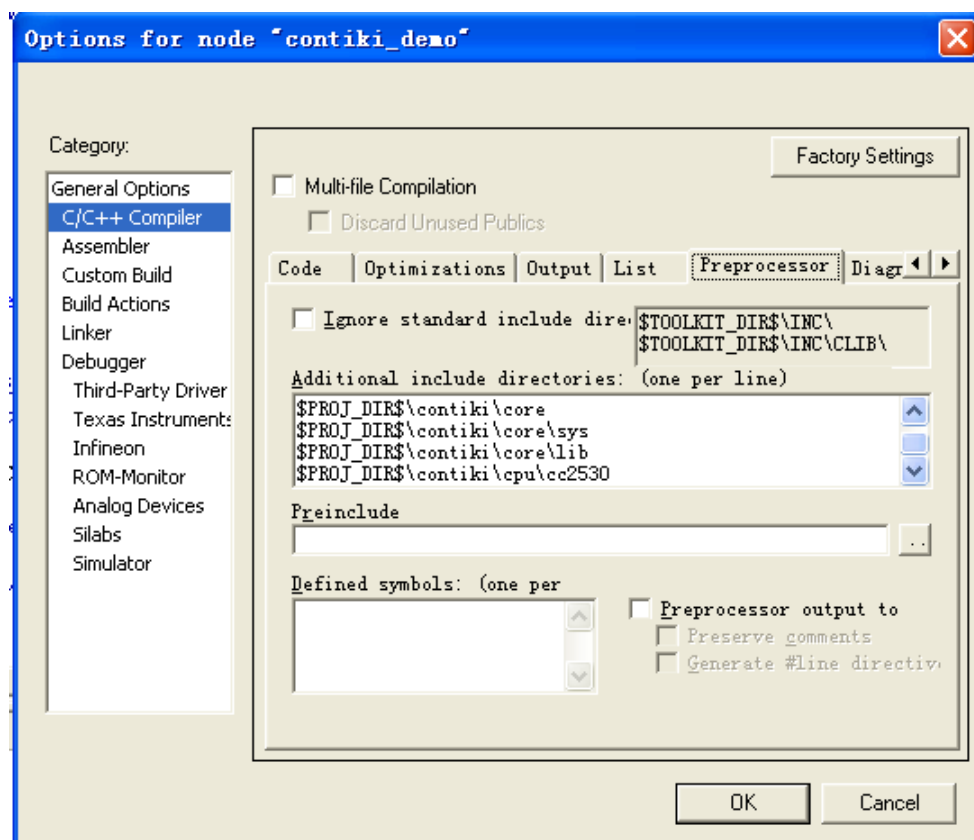 Options for node "contiki_demo"
Category:
General Options
C/C++ Compiler
Assembler
Custom Build
Build Actions
Linker
Debugger
Third-Party Driver
Texas Instruments
Infineon
ROM-Monitor
Analog Devices
Silabs
Simulator
Factory Settings
Multi-file Compilation
Discard Unused Publics
Code Optimizations Output List Preprocessor Diagn
Ignore standard include dire
$TOOLKIT_DIR$\INC\
$TOOLKIT_DIR$\INC\CLIB\
Additional include directories: (one per line)
$PROJ_DIR$\contiki\core
$PROJ_DIR$\contiki\core\sys
$PROJ_DIR$\contiki\core\lib
$PROJ_DIR$\contiki\cpu\cc2530
Preinclude
..
Defined symbols: (one per
Preprocessor output to
Preserve comments
Generate #line directiv
OK Cancel